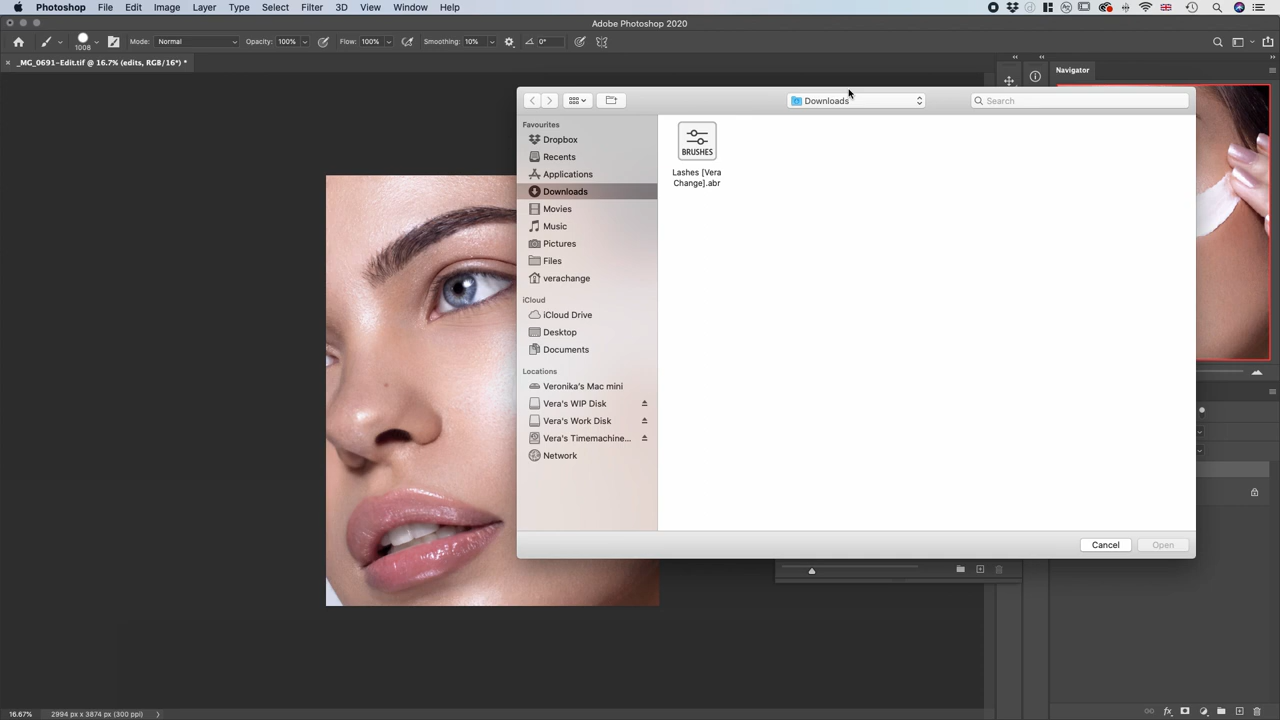 Photoshop File Edit Image Layer Type Select Filter 3D View Window Help
Adobe Photoshop 2020
1008 Mode: Normal Opacity: 100% Flow: 100% Smoothing: 10% 0°
_MG_0691-Edit.tif @ 16.7% (edits, RGB/16*) *
Navigator
Downloads
Search
Favourites
Dropbox
Recents
Applications
Downloads
Movies
Music
Pictures
Files
verachange
iCloud
iCloud Drive
Desktop
Documents
Locations
Veronika's Mac mini
Vera's WIP Disk
Vera's Work Disk
Vera's Timemachine...
Network
BRUSHES
Lashes [Vera
Change].abr
Cancel Open
16.67% 2994 px x 3874 px (300 ppi)
fx